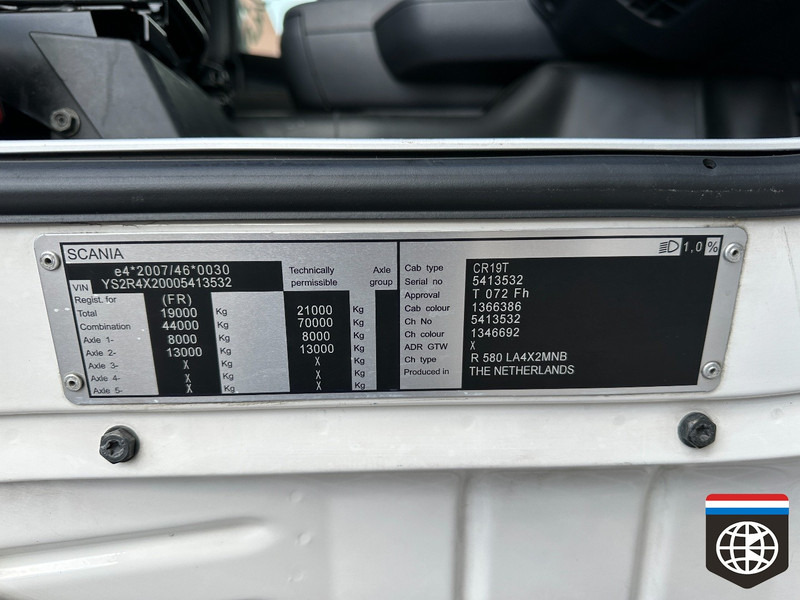 SCANIA
e4*2007/46*0030
VIN YS2R4X20005413532
Technically permissible Axle group
Regist. for (FR)
Total 19000 Kg 21000 Kg
Combination 44000 Kg 70000 Kg
Axle 1- 8000 Kg 8000 Kg
Axle 2- 13000 Kg 13000 Kg
Axle 3- X Kg X Kg
Axle 4- X Kg X Kg
Axle 5- X Kg X Kg
1,0 %
Cab type CR19T
Serial no 5413532
Approval T 072 Fh
Cab colour 1366386
Ch No 5413532
Ch colour 1346692
ADR GTW X
Ch type R 580 LA4X2MNB
Produced in THE NETHERLANDS